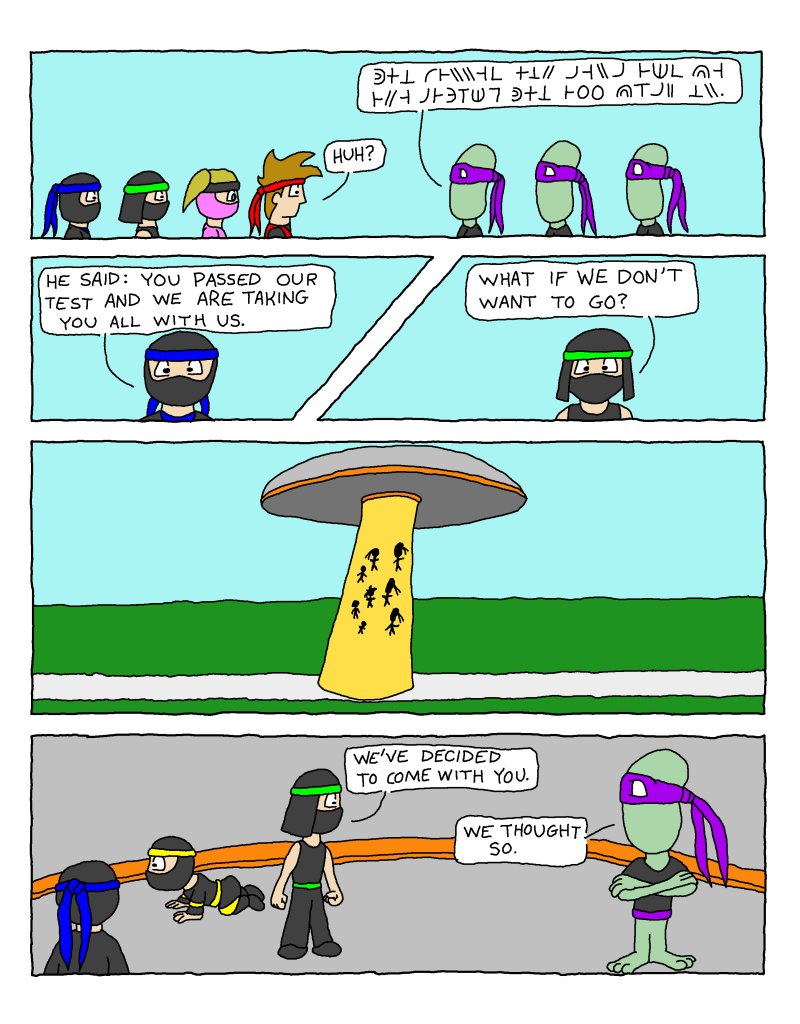 HUH?
HE SAID: YOU PASSED OUR
TEST AND WE ARE TAKING
YOU ALL WITH US.
WHAT IF WE DON'T
WANT TO GO?
WE'VE DECIDED
TO COME WITH YOU.
WE THOUGHT
SO.